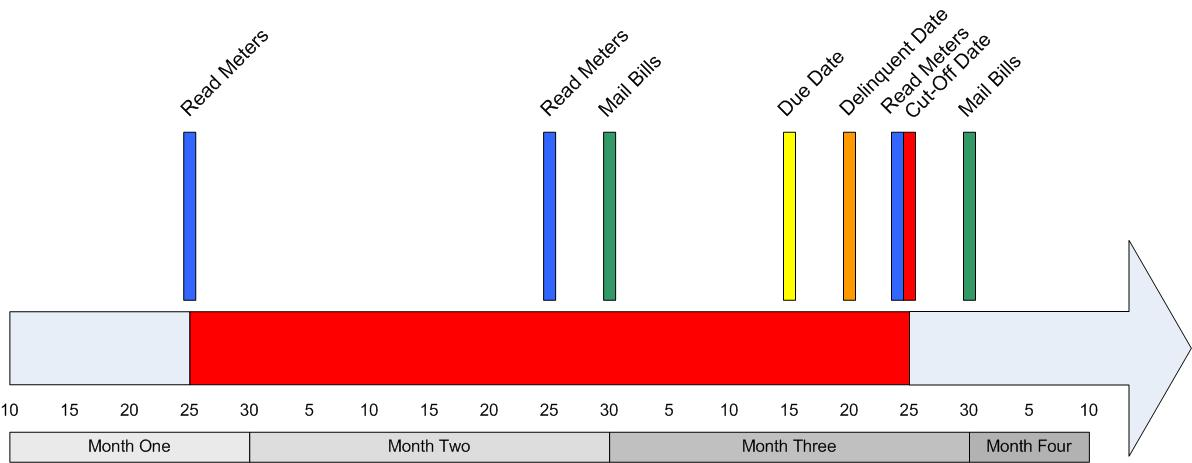 Read Meters
Read Meters
Mail Bills
Due Date
Delinquent Date
Read Meters
Cut-Off Date
Mail Bills
10 15 20 25 30 5 10 15 20 25 30 5 10 15 20 25 30 5 10
Month One Month Two Month Three Month Four